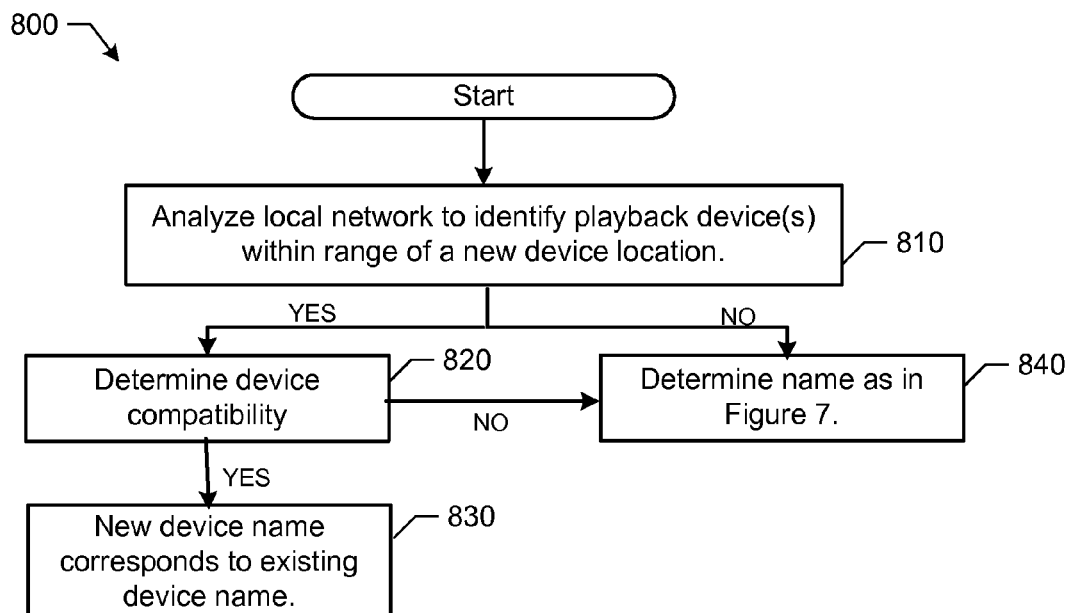 800
Start
Analyze local network to identify playback device(s)
within range of a new device location.
810
YES
NO
Determine device
compatibility
820
NO
Determine name as in
Figure 7.
840
YES
New device name
corresponds to existing
device name.
830